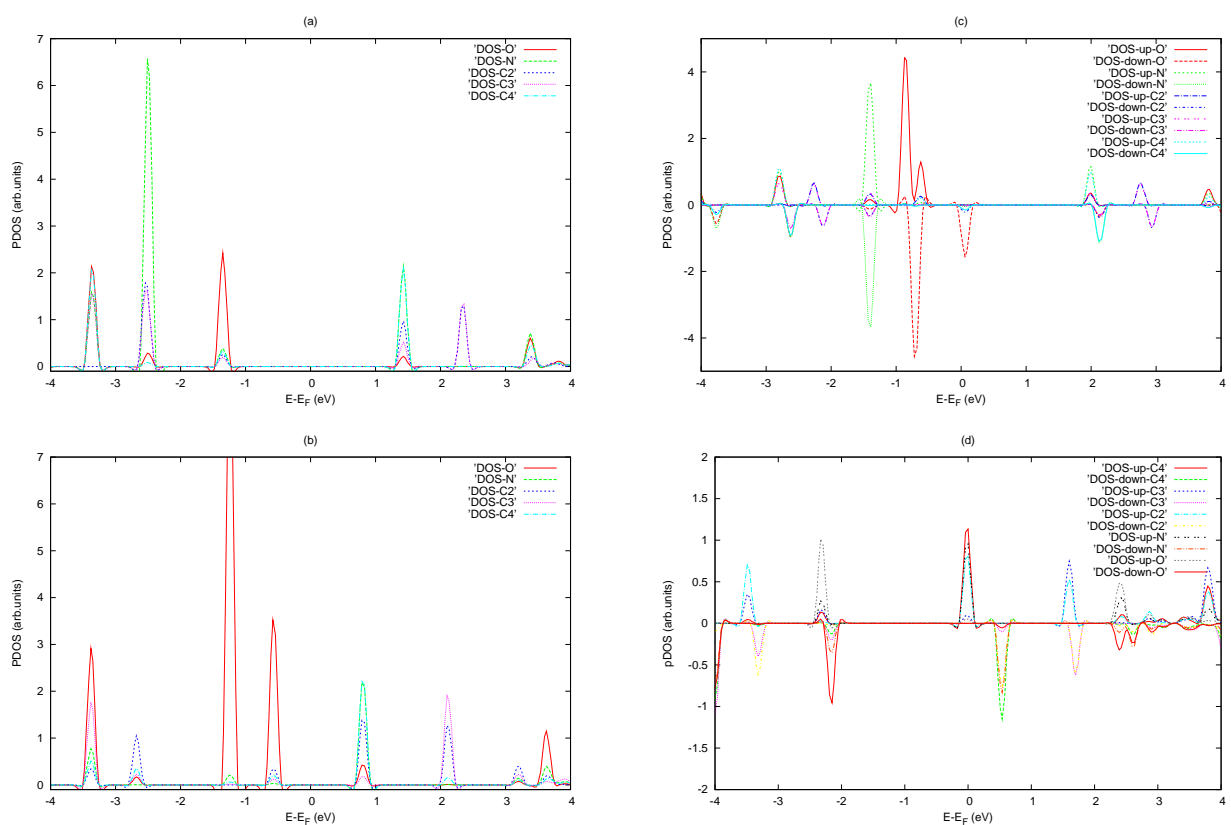 (a)
7
6
5
4
3
2
1
0
PDOS (arb.units)
-4 -3 -2 -1 0 1 2 3 4
E-E_F (eV)
'DOS-O'
'DOS-N'
'DOS-C2'
'DOS-C3'
'DOS-C4'
(c)
4
2
0
-2
-4
PDOS (arb.units)
-4 -3 -2 -1 0 1 2 3 4
E-E_F (eV)
'DOS-up-O'
'DOS-down-O'
'DOS-up-N'
'DOS-down-N'
'DOS-up-C2'
'DOS-down-C2'
'DOS-up-C3'
'DOS-down-C3'
'DOS-up-C4'
'DOS-down-C4'
(b)
7
6
5
4
3
2
1
0
PDOS (arb.units)
-4 -3 -2 -1 0 1 2 3 4
E-E_F (eV)
'DOS-O'
'DOS-N'
'DOS-C2'
'DOS-C3'
'DOS-C4'
(d)
2
1.5
1
0.5
0
-0.5
-1
-1.5
-2
pDOS (arb.units)
-4 -3 -2 -1 0 1 2 3 4
E-E_F (eV)
'DOS-up-C4'
'DOS-down-C4'
'DOS-up-C3'
'DOS-down-C3'
'DOS-up-C2'
'DOS-down-C2'
'DOS-up-N'
'DOS-down-N'
'DOS-up-O'
'DOS-down-O'